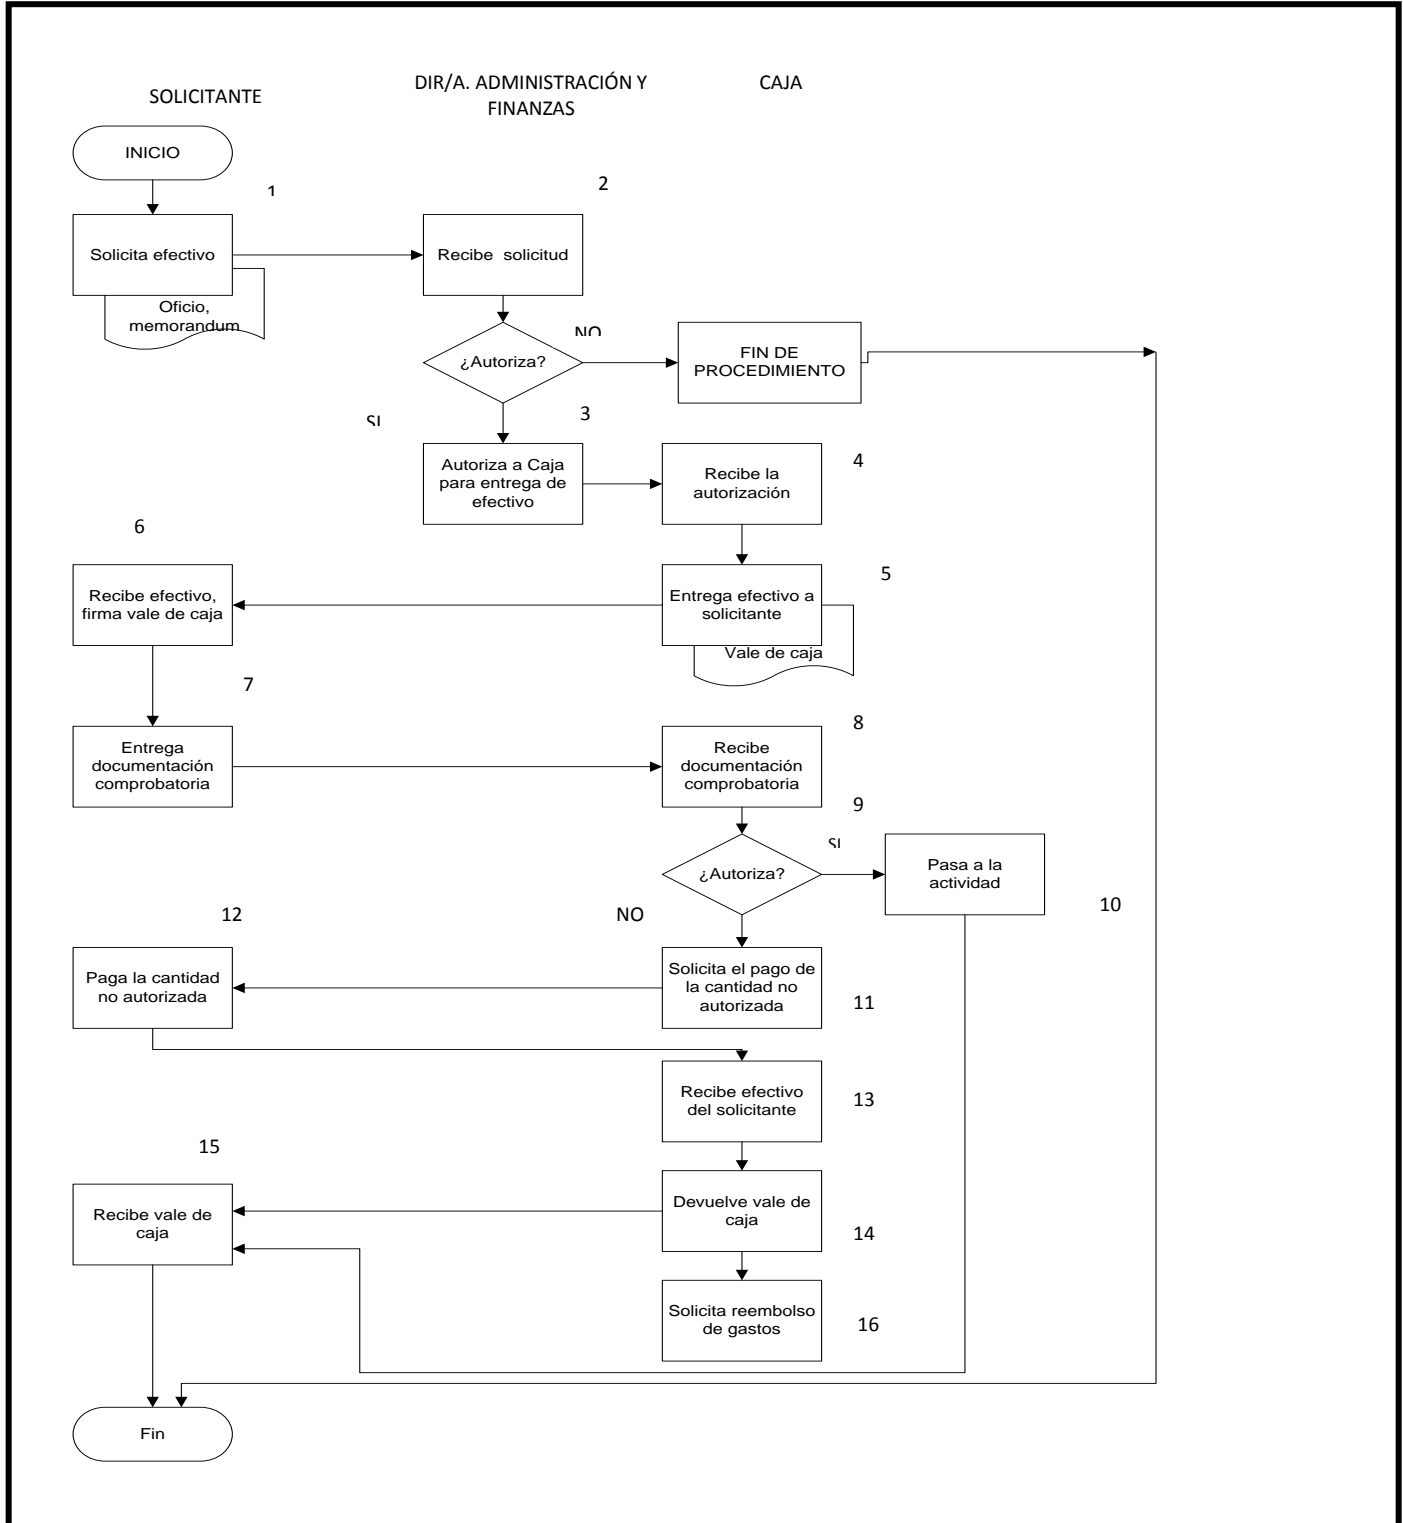 SOLICITANTE
DIR/A. ADMINISTRACIÓN Y
FINANZAS
CAJA
INICIO
1
2
Solicita efectivo
Recibe solicitud
Oficio,
memorandum
¿Autoriza?
NO
FIN DE
PROCEDIMIENTO
SI
3
Autoriza a Caja
para entrega de
efectivo
Recibe la
autorización
4
6
5
Recibe efectivo,
firma vale de caja
Entrega efectivo a
solicitante
Vale de caja
7
8
Entrega
documentación
comprobatoria
Recibe
documentación
comprobatoria
9
¿Autoriza?
SI
Pasa a la
actividad
10
12
NO
Paga la cantidad
no autorizada
Solicita el pago de
la cantidad no
autorizada
11
Recibe efectivo
del solicitante
13
15
Recibe vale de
caja
Devuelve vale de
caja
14
Solicita reembolso
de gastos
16
Fin